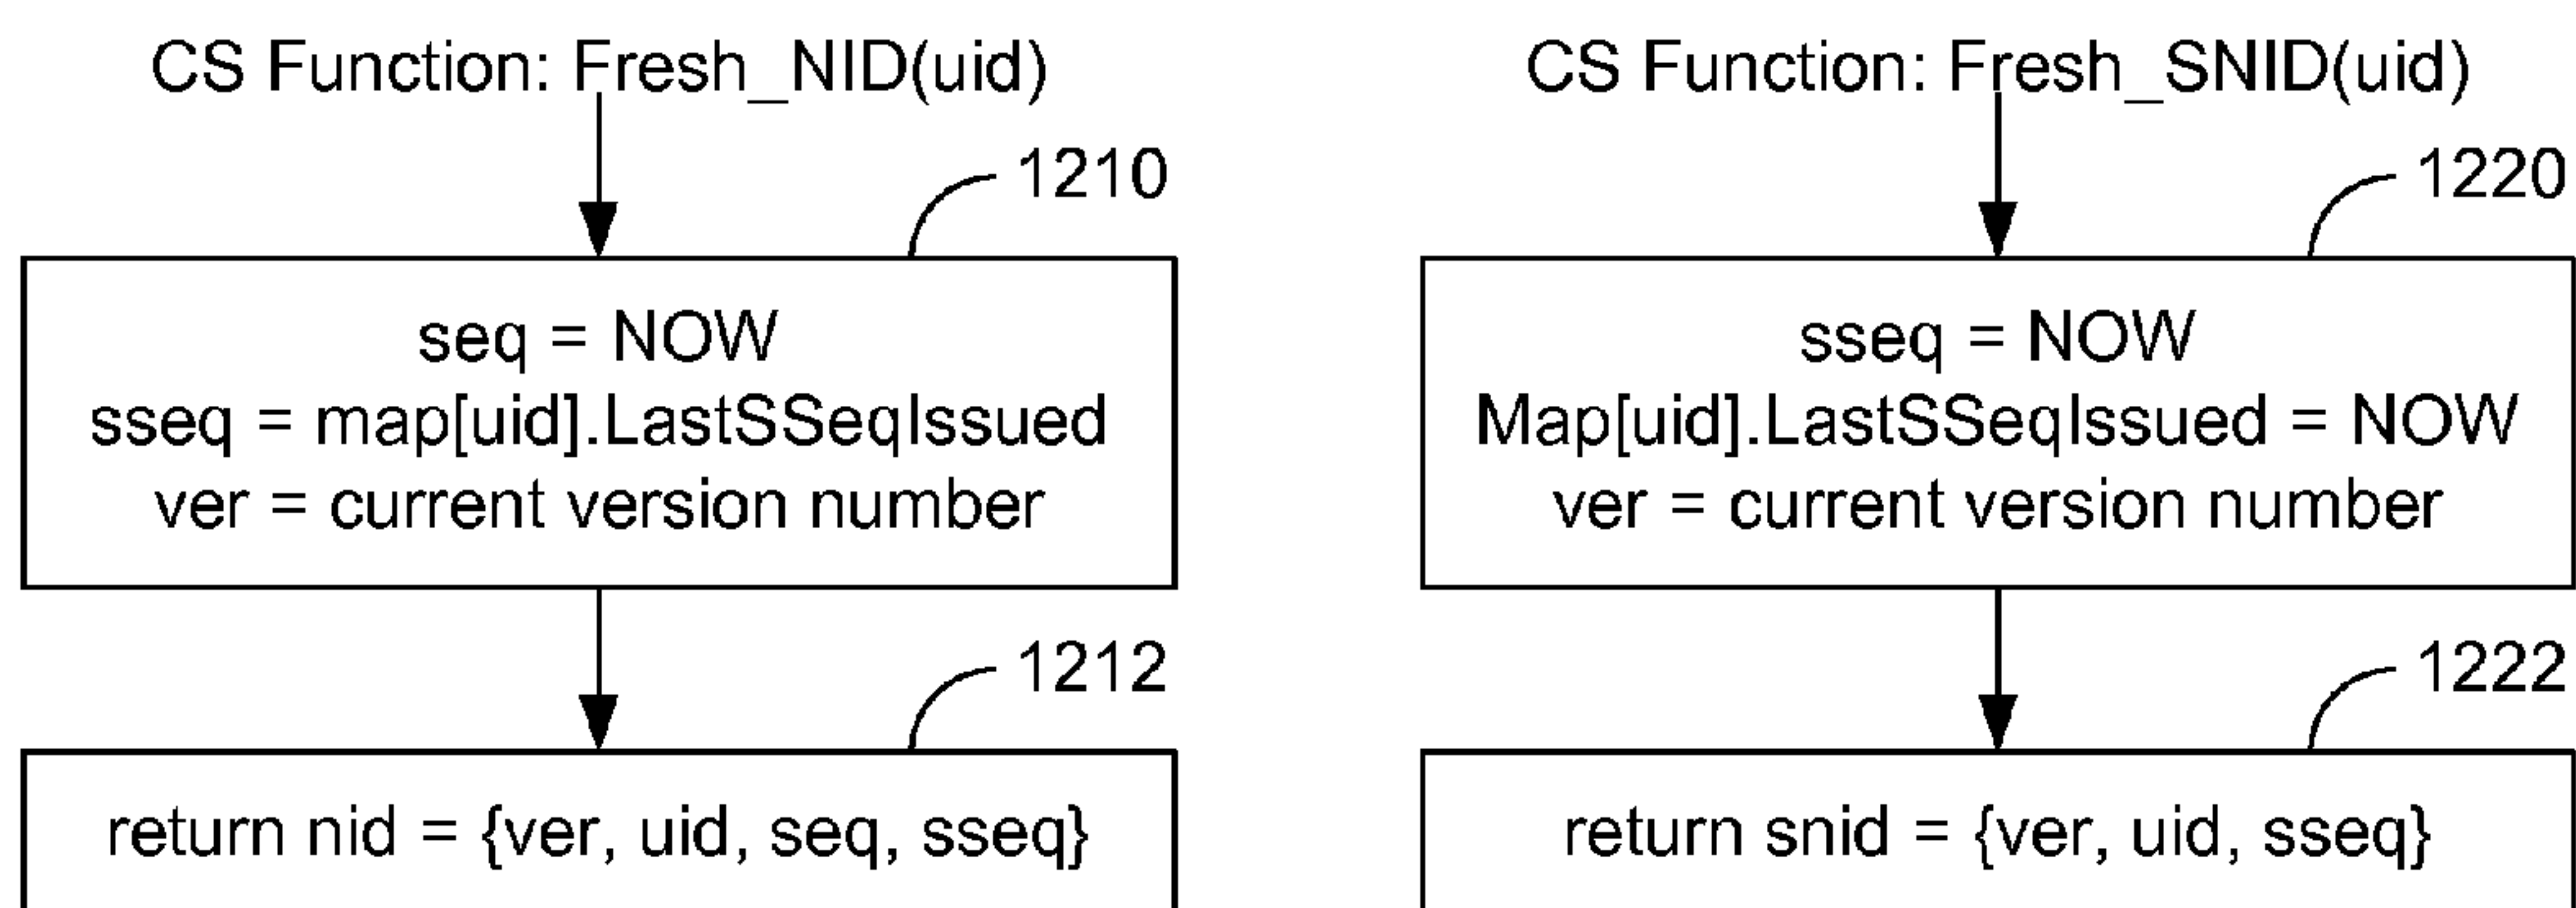 CS Function: Fresh_NID(uid)
1210
seq = NOW
sseq = map[uid].LastSSeqIssued
ver = current version number
1212
return nid = {ver, uid, seq, sseq}
CS Function: Fresh_SNID(uid)
1220
sseq = NOW
Map[uid].LastSSeqIssued = NOW
ver = current version number
1222
return snid = {ver, uid, sseq}